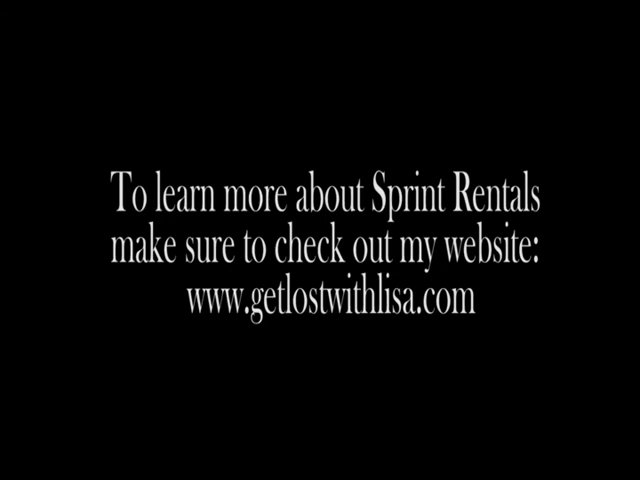 To learn more about Sprint Rentals
make sure to check out my website:
www.getlostwithlisa.com